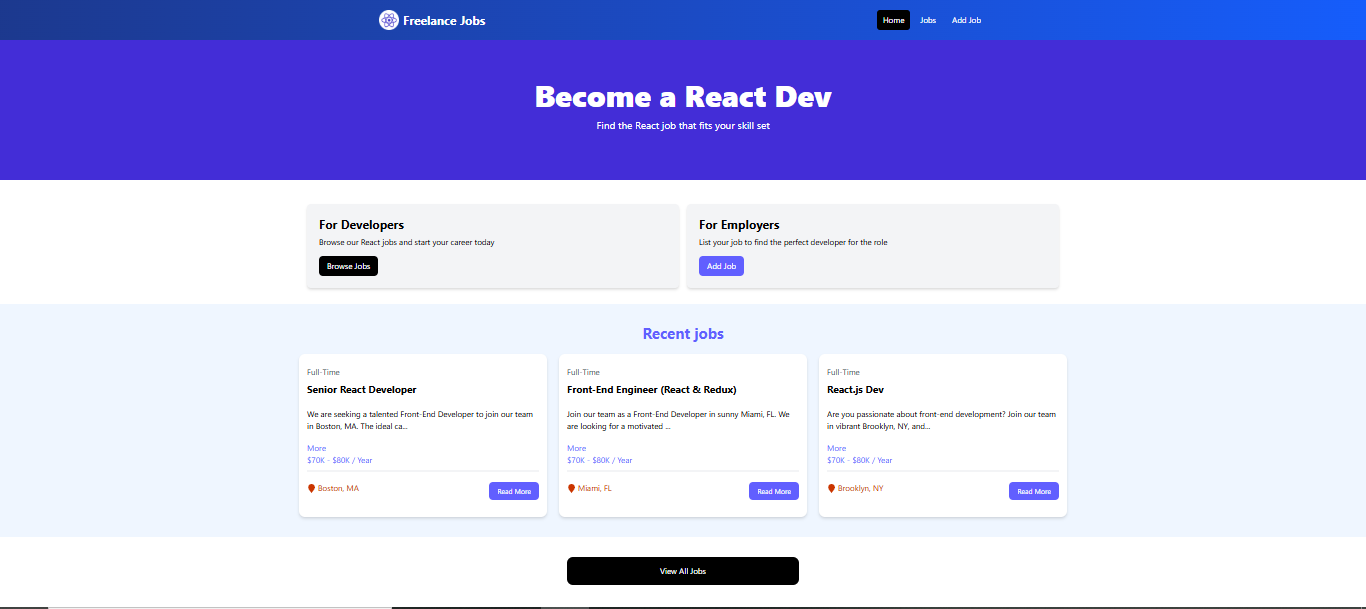 Freelance Jobs
Home Jobs Add Job
Become a React Dev
Find the React job that fits your skill set
For Developers
Browse our React jobs and start your career today
Browse Jobs
For Employers
List your job to find the perfect developer for the role
Add Job
Recent jobs
Full-Time
Senior React Developer
We are seeking a talented Front-End Developer to join our team
in Boston, MA. The ideal ca...
More
$70K - $80K / Year
Boston, MA
Read More
Full-Time
Front-End Engineer (React & Redux)
Join our team as a Front-End Developer in sunny Miami, FL. We
are looking for a motivated ...
More
$70K - $80K / Year
Miami, FL
Read More
Full-Time
React.js Dev
Are you passionate about front-end development? Join our team
in vibrant Brooklyn, NY, and...
More
$70K - $80K / Year
Brooklyn, NY
Read More
View All Jobs